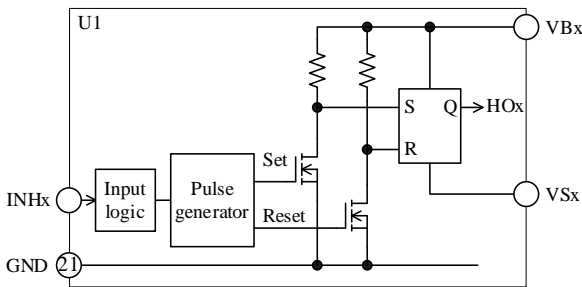 U1
VBx
S
Q
HOx
R
Set
Input
logic
Pulse
generator
INHx
VSx
Reset
GND
21